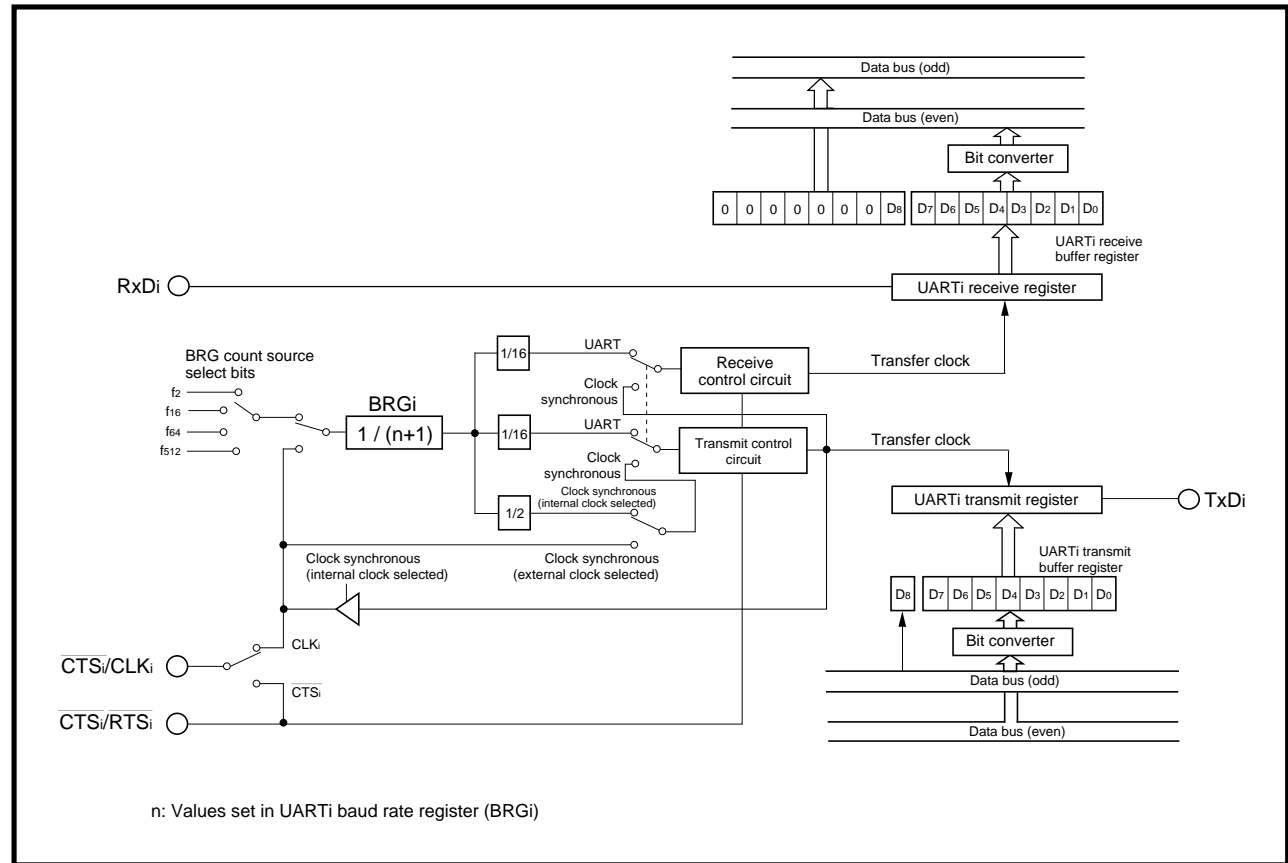 Data bus (odd)
Data bus (even)
Bit converter
0 0 0 0 0 0 0 D8 D7 D6 D5 D4 D3 D2 D1 D0
UARTi receive
buffer register
RxDi
UARTi receive register
BRG count source
select bits
f2
f16
f64
f512
BRGi
1 / (n+1)
1/16
UART
Receive
control circuit
Transfer clock
Clock
synchronous
1/16
UART
Transmit control
circuit
Transfer clock
Clock
synchronous
Clock synchronous
(internal clock selected)
1/2
UARTi transmit register
TxDi
Clock synchronous
(internal clock selected)
Clock synchronous
(external clock selected)
UARTi transmit
buffer register
D8 D7 D6 D5 D4 D3 D2 D1 D0
Bit converter
CLKi
CTSi/CLKi
CTSi
CTSi/RTSi
Data bus (odd)
Data bus (even)
n: Values set in UARTi baud rate register (BRGi)